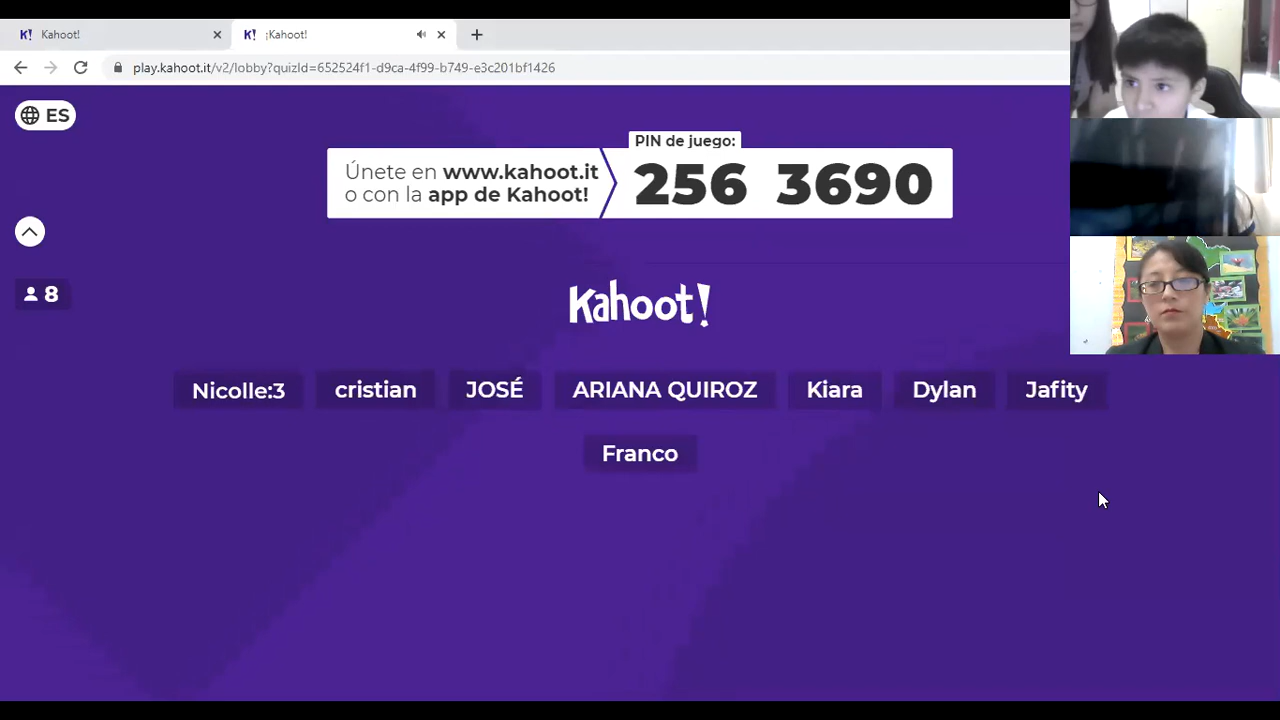 Kahoot!
¡Kahoot!
play.kahoot.it/v2/lobby?quizId=652524f1-d9ca-4f99-b749-e3c201bf1426
ES
PIN de juego:
Únete en www.kahoot.it
o con la app de Kahoot!
256 3690
8
Kahoot!
Nicolle:3 cristian JOSÉ ARIANA QUIROZ Kiara Dylan Jafity
Franco